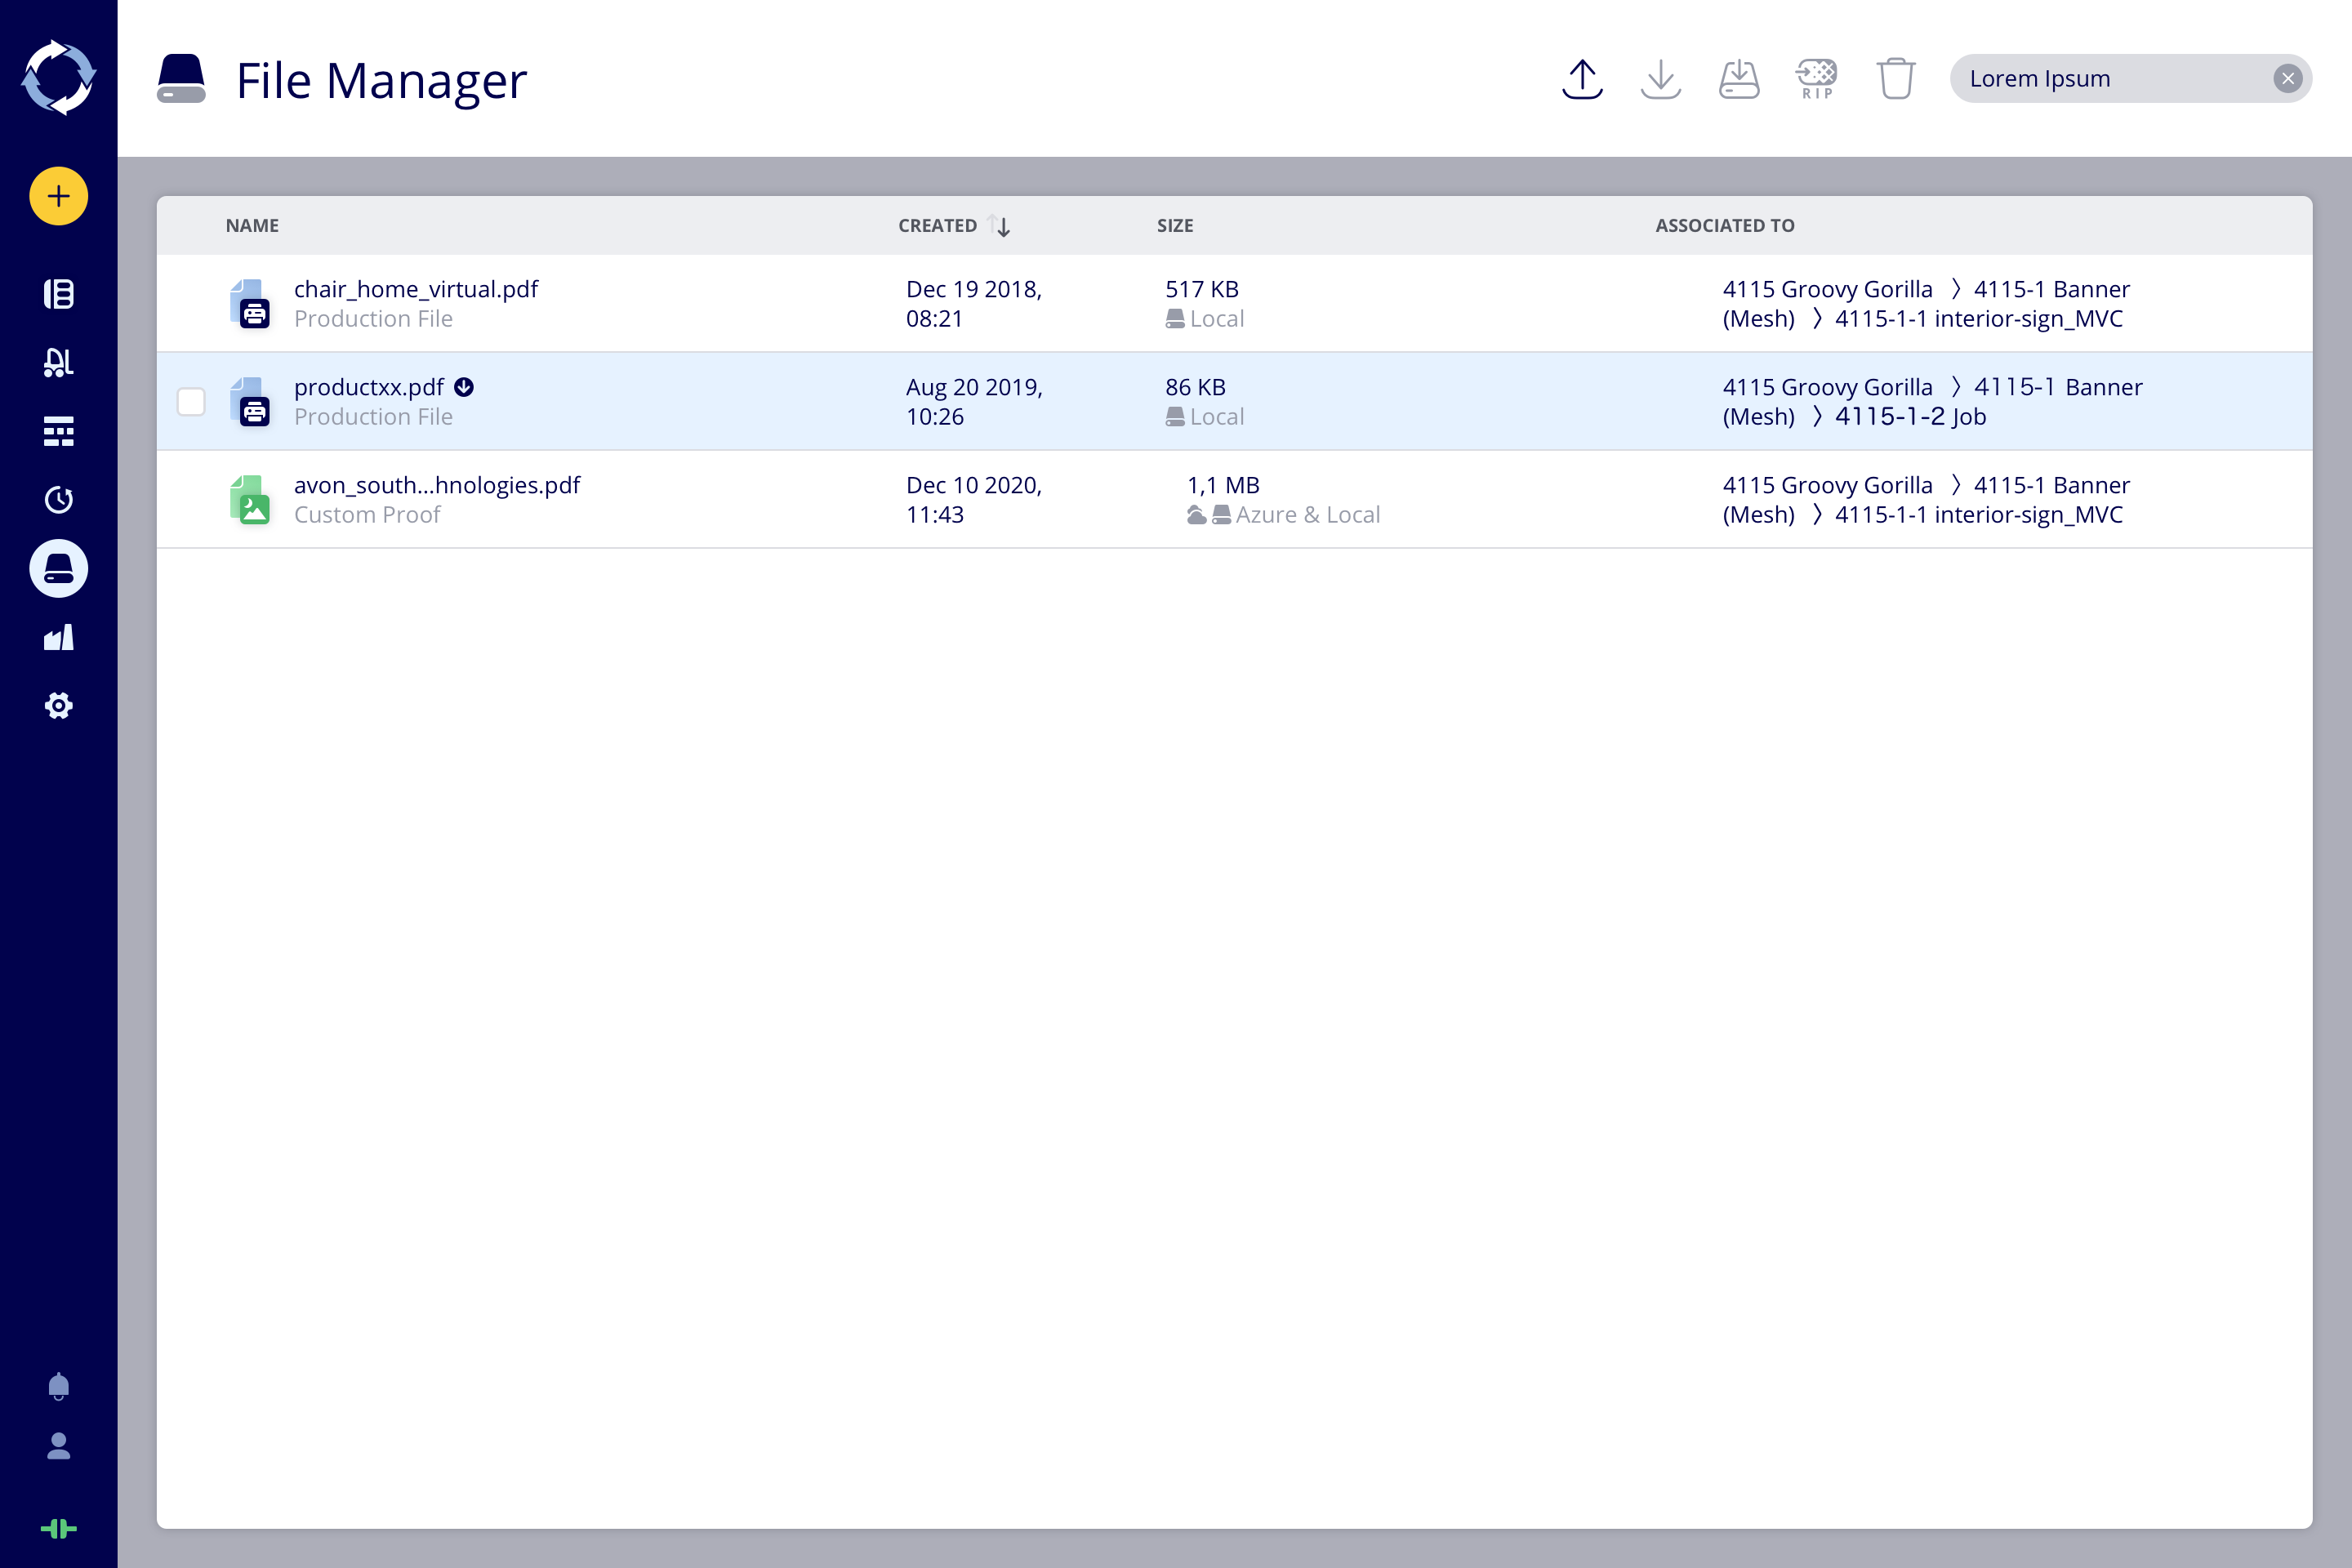 File Manager
RIP
Lorem Ipsum
NAME
CREATED
SIZE
ASSOCIATED TO
chair_home_virtual.pdf
Production File
Dec 19 2018,
08:21
517 KB
Local
4115 Groovy Gorilla 〉4115-1 Banner
(Mesh) 〉4115-1-1 interior-sign_MVC
productxx.pdf
Production File
Aug 20 2019,
10:26
86 KB
Local
4115 Groovy Gorilla 〉4115-1 Banner
(Mesh) 〉4115-1-2 Job
avon_south...hnologies.pdf
Custom Proof
Dec 10 2020,
11:43
1,1 MB
Azure & Local
4115 Groovy Gorilla 〉4115-1 Banner
(Mesh) 〉4115-1-1 interior-sign_MVC